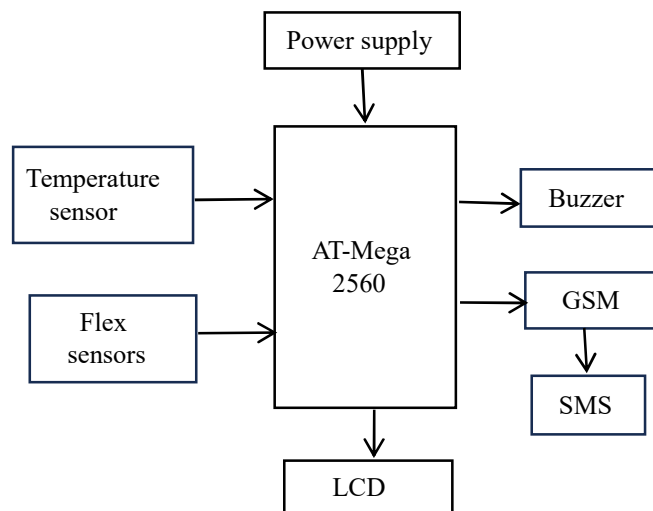 Power supply
Temperature
sensor
Buzzer
AT-Mega
2560
GSM
Flex
sensors
SMS
LCD